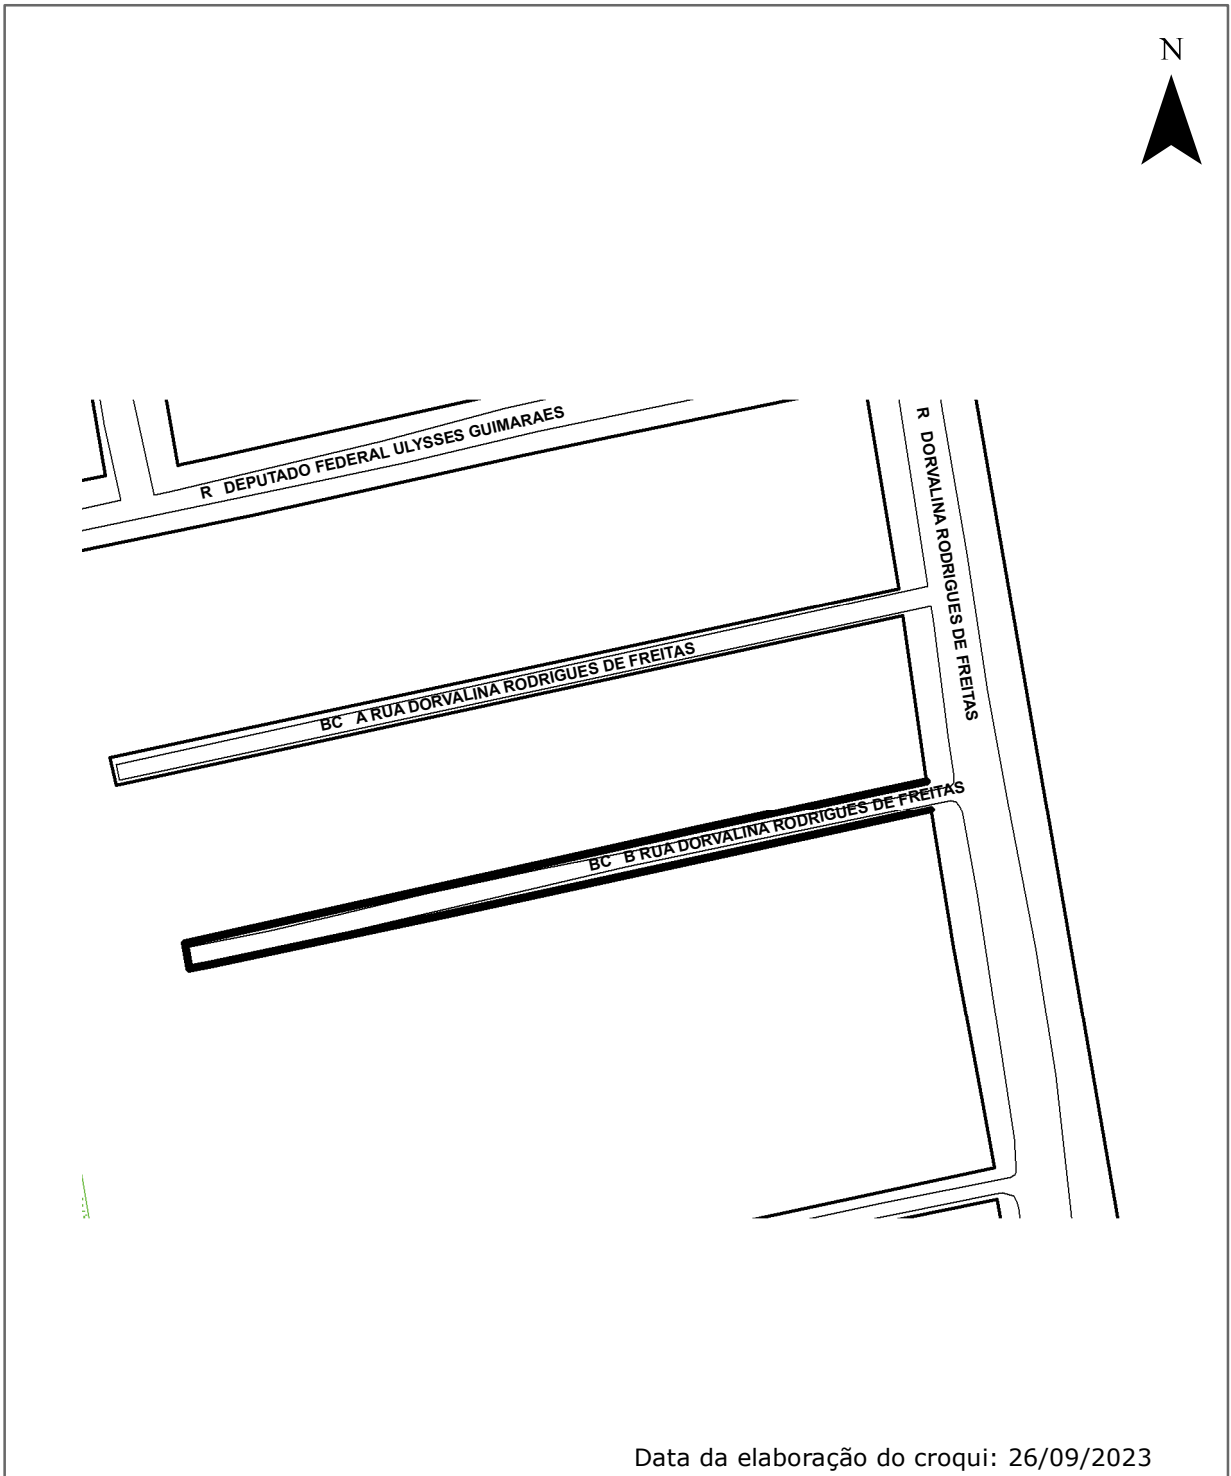 N
R DEPUTADO FEDERAL ULYSSES GUIMARAES
R DORVALINA RODRIGUES DE FREITAS
BC A RUA DORVALINA RODRIGUES DE FREITAS
BC B RUA DORVALINA RODRIGUES DE FREITAS
Data da elaboração do croqui: 26/09/2023